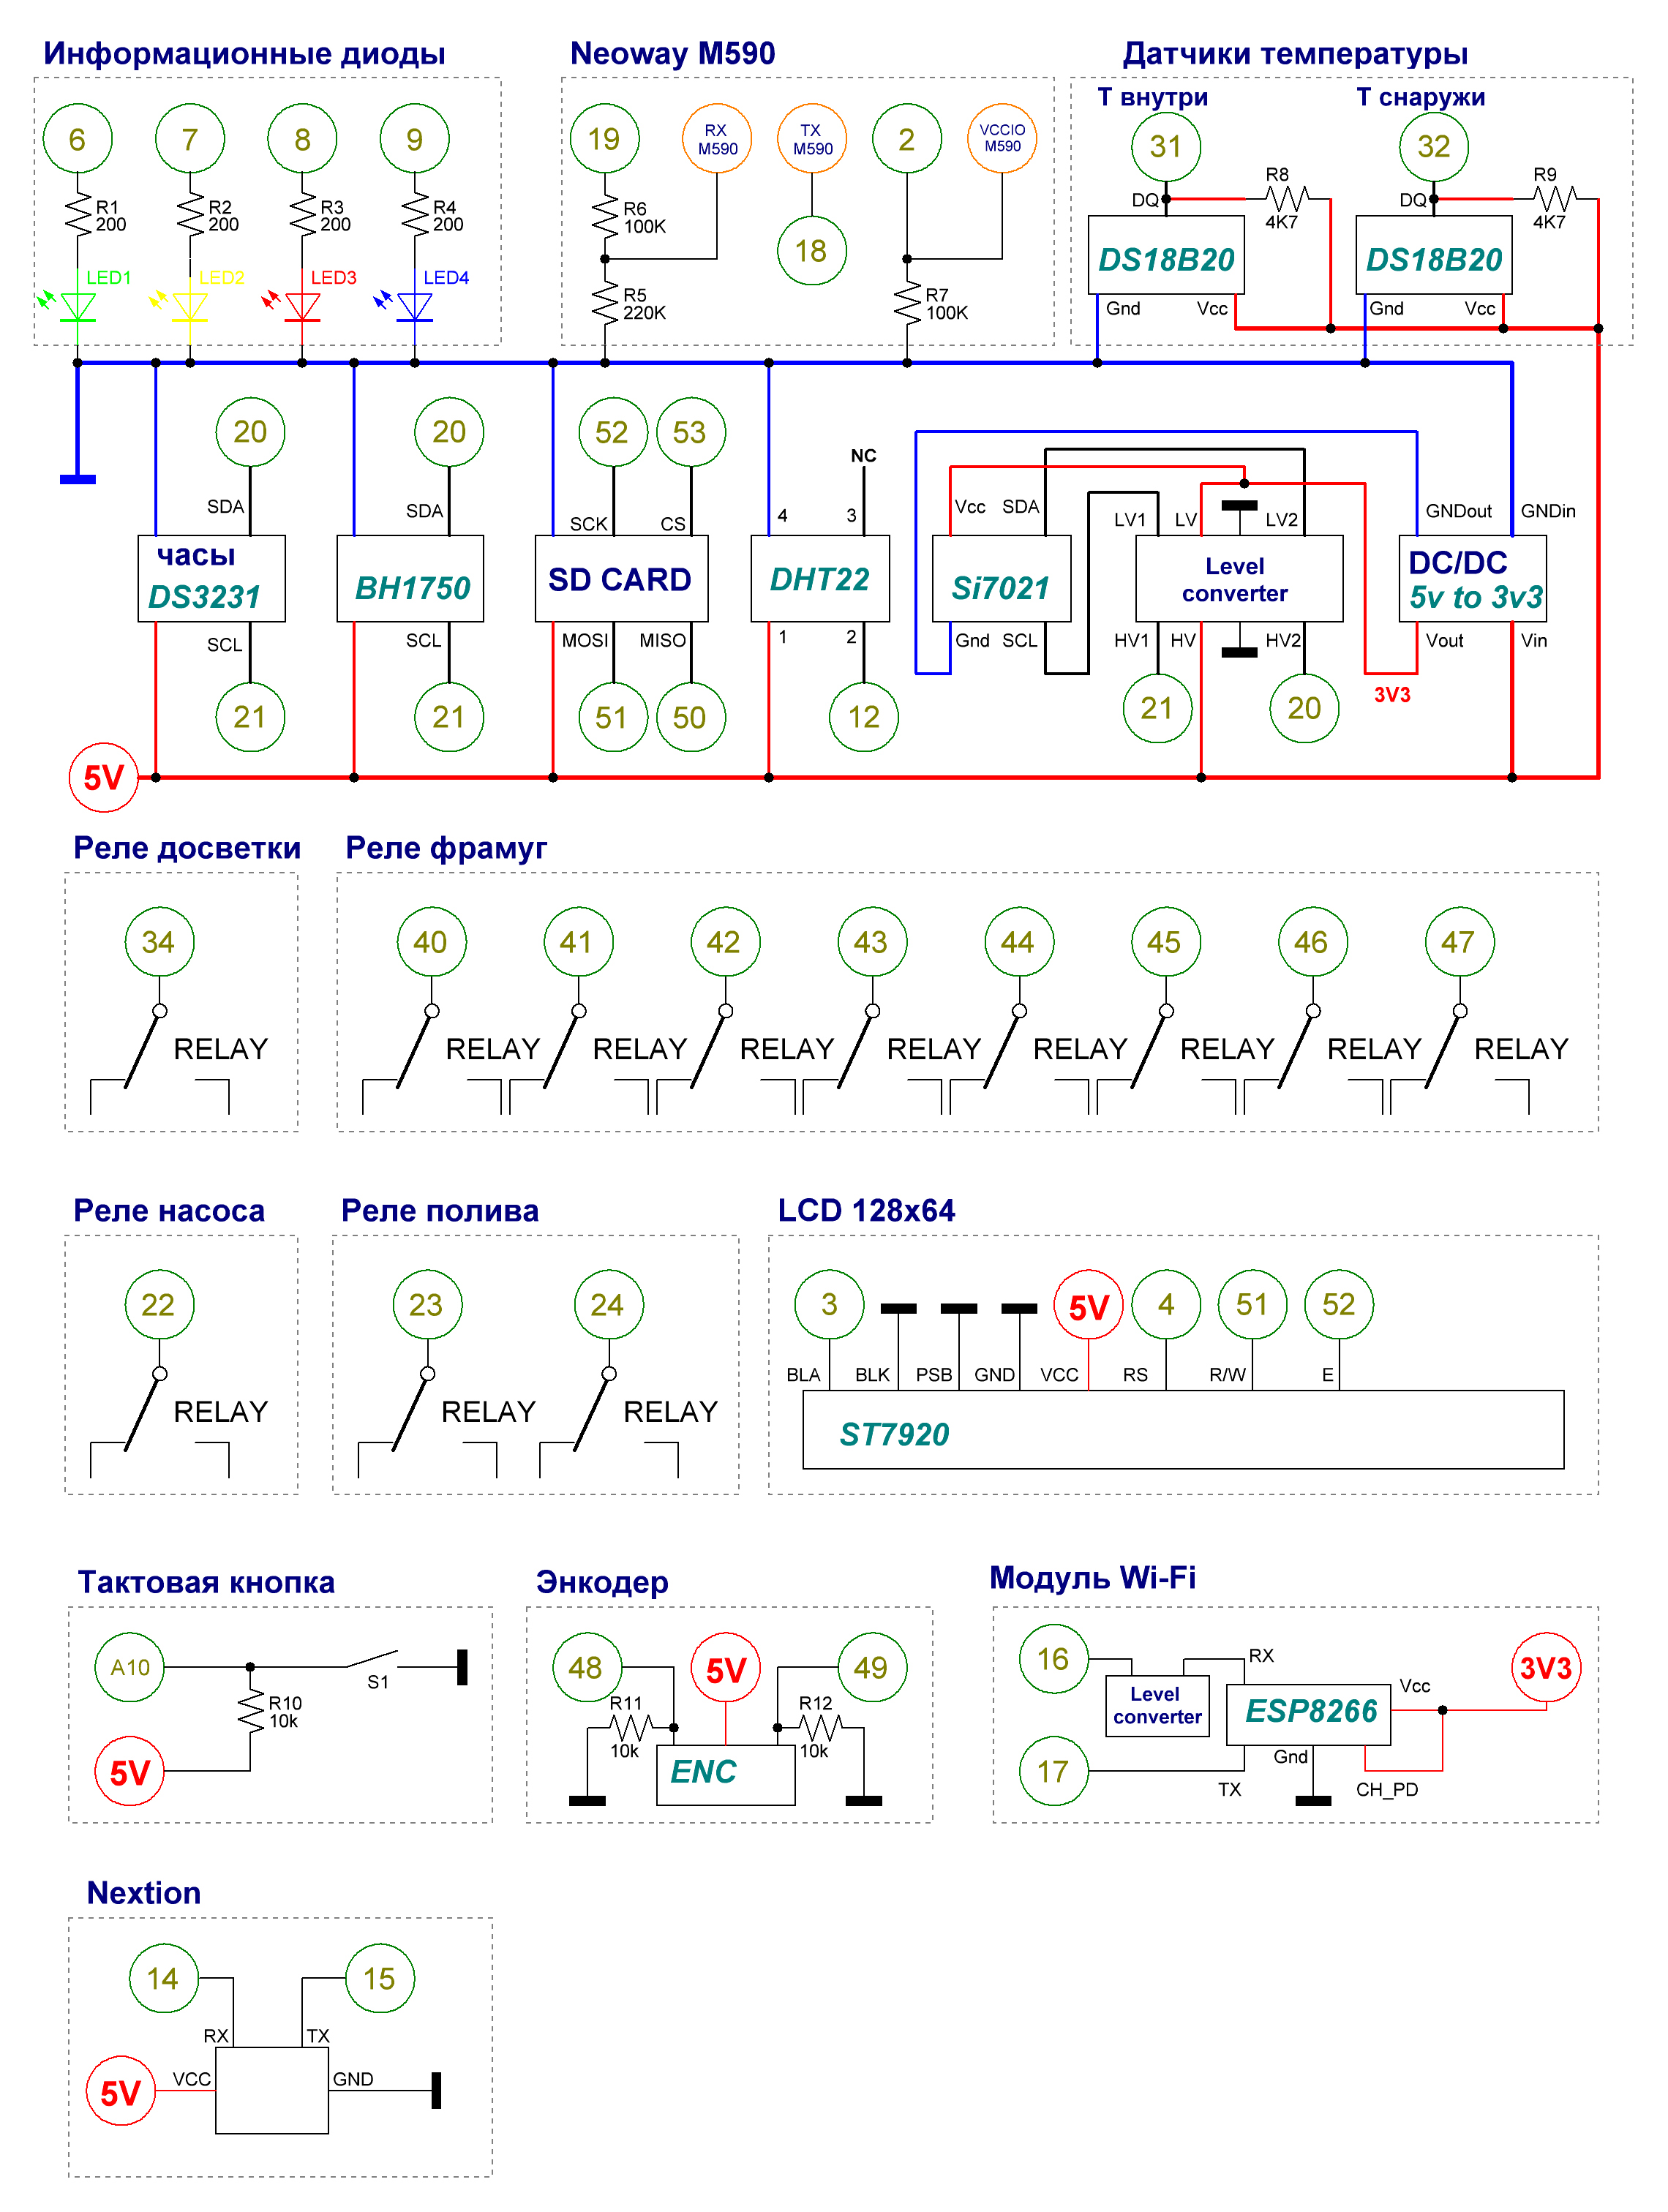 Информационные диоды
6
7
8
9
R1
200
R2
200
R3
200
R4
200
LED1
LED2
LED3
LED4
Neoway M590
19
RX
M590
TX
M590
2
VCCIO
M590
R6
100K
18
R5
220K
R7
100K
Датчики температуры
Т внутри
Т снаружи
31
32
DQ
R8
4K7
DQ
R9
4K7
DS18B20
DS18B20
Gnd
Vcc
Gnd
Vcc
20
SDA
часы
DS3231
SCL
21
20
SDA
BH1750
SCL
21
52
53
SCK
CS
SD CARD
MOSI
MISO
51
50
NC
4
3
DHT22
1
2
12
Vcc
SDA
Si7021
Gnd
SCL
LV1
LV
LV2
Level
converter
HV1
HV
HV2
21
20
GNDout
GNDin
DC/DC
5v to 3v3
Vout
Vin
3V3
5V
Реле досветки
34
RELAY
Реле фрамуг
40
41
42
43
44
45
46
47
RELAY
RELAY
RELAY
RELAY
RELAY
RELAY
RELAY
RELAY
Реле насоса
22
RELAY
Реле полива
23
24
RELAY
RELAY
LCD 128x64
3
5V
4
51
52
BLA
BLK
PSB
GND
VCC
RS
R/W
E
ST7920
Тактовая кнопка
A10
S1
R10
10k
5V
Энкодер
48
5V
49
R11
10k
R12
10k
ENC
Модуль Wi-Fi
16
RX
3V3
Level
converter
Vcc
ESP8266
17
Gnd
TX
CH_PD
Nextion
14
15
RX
TX
5V
VCC
GND